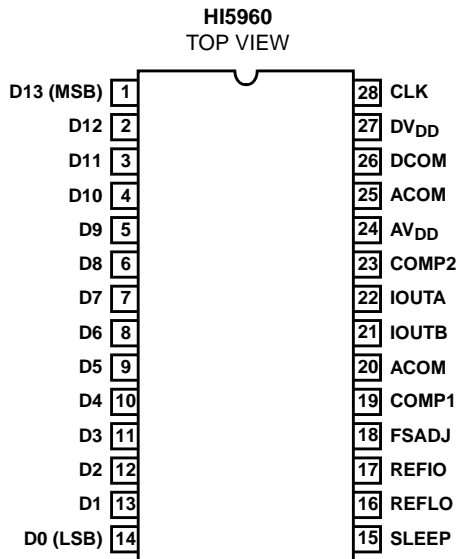 HI5960
TOP VIEW
D13 (MSB) 1 28 CLK
D12 2 27 DVDD
D11 3 26 DCOM
D10 4 25 ACOM
D9 5 24 AVDD
D8 6 23 COMP2
D7 7 22 IOUTA
D6 8 21 IOUTB
D5 9 20 ACOM
D4 10 19 COMP1
D3 11 18 FSADJ
D2 12 17 REFIO
D1 13 16 REFLO
D0 (LSB) 14 15 SLEEP